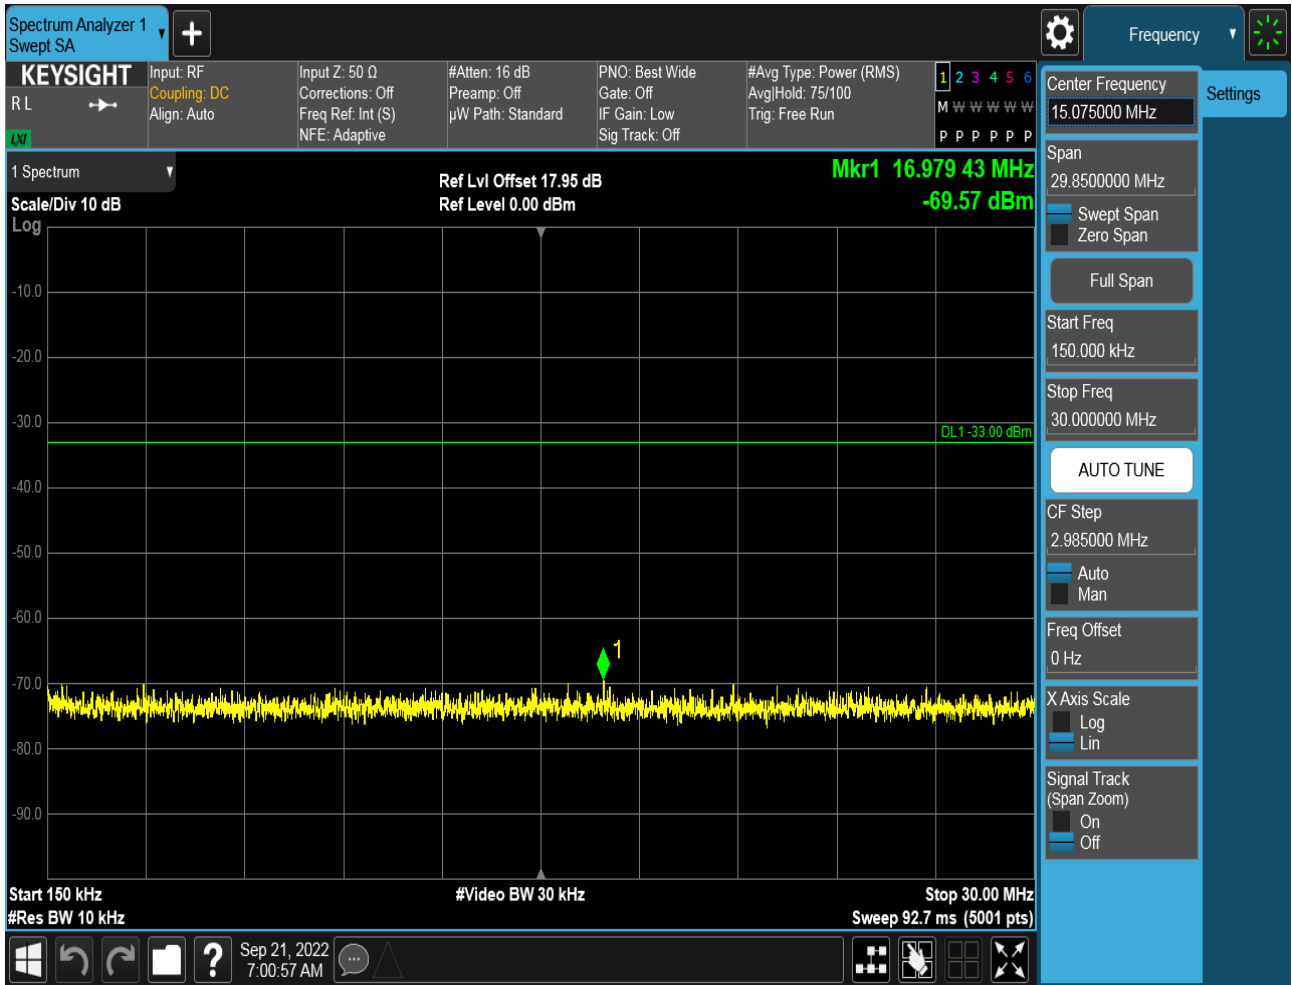 Spectrum Analyzer 1
Swept SA
Frequency
KEYSIGHT
R L
LXI
Input: RF
Coupling: DC
Align: Auto
Input Z: 50 Ω
Corrections: Off
Freq Ref: Int (S)
NFE: Adaptive
#Atten: 16 dB
Preamp: Off
µW Path: Standard
PNO: Best Wide
Gate: Off
IF Gain: Low
Sig Track: Off
#Avg Type: Power (RMS)
Avg|Hold: 75/100
Trig: Free Run
1 2 3 4 5 6
M W W W W W
P P P P P P
1 Spectrum
Scale/Div 10 dB
Log
Ref Lvl Offset 17.95 dB
Ref Level 0.00 dBm
Mkr1 16.979 43 MHz
-69.57 dBm
-10.0
-20.0
-30.0
DL1 -33.00 dBm
-40.0
-50.0
-60.0
1
-70.0
-80.0
-90.0
Start 150 kHz
#Video BW 30 kHz
Stop 30.00 MHz
#Res BW 10 kHz
Sweep 92.7 ms (5001 pts)
?
Sep 21, 2022
7:00:57 AM
Center Frequency
15.075000 MHz
Settings
Span
29.8500000 MHz
Swept Span
Zero Span
Full Span
Start Freq
150.000 kHz
Stop Freq
30.000000 MHz
AUTO TUNE
CF Step
2.985000 MHz
Auto
Man
Freq Offset
0 Hz
X Axis Scale
Log
Lin
Signal Track
(Span Zoom)
On
Off